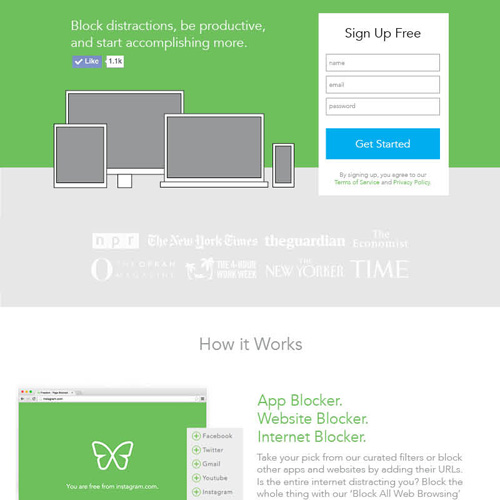 Block distractions, be productive,
and start accomplishing more.
Like 1.1k
Sign Up Free
name
email
password
Get Started
By signing up, you agree to our
Terms of Service and Privacy Policy.
npr The New York Times theguardian The Economist
THE OPRAH MAGAZINE THE 4-HOUR WORK WEEK THE NEW YORKER TIME
How it Works
instagram.com
You are free from instagram.com.
Facebook
Twitter
Gmail
Youtube
Instagram
App Blocker.
Website Blocker.
Internet Blocker.
Take your pick from our curated filters or block
other apps and websites by adding their URLs.
Is the entire internet distracting you? Block the
whole thing with our 'Block All Web Browsing'